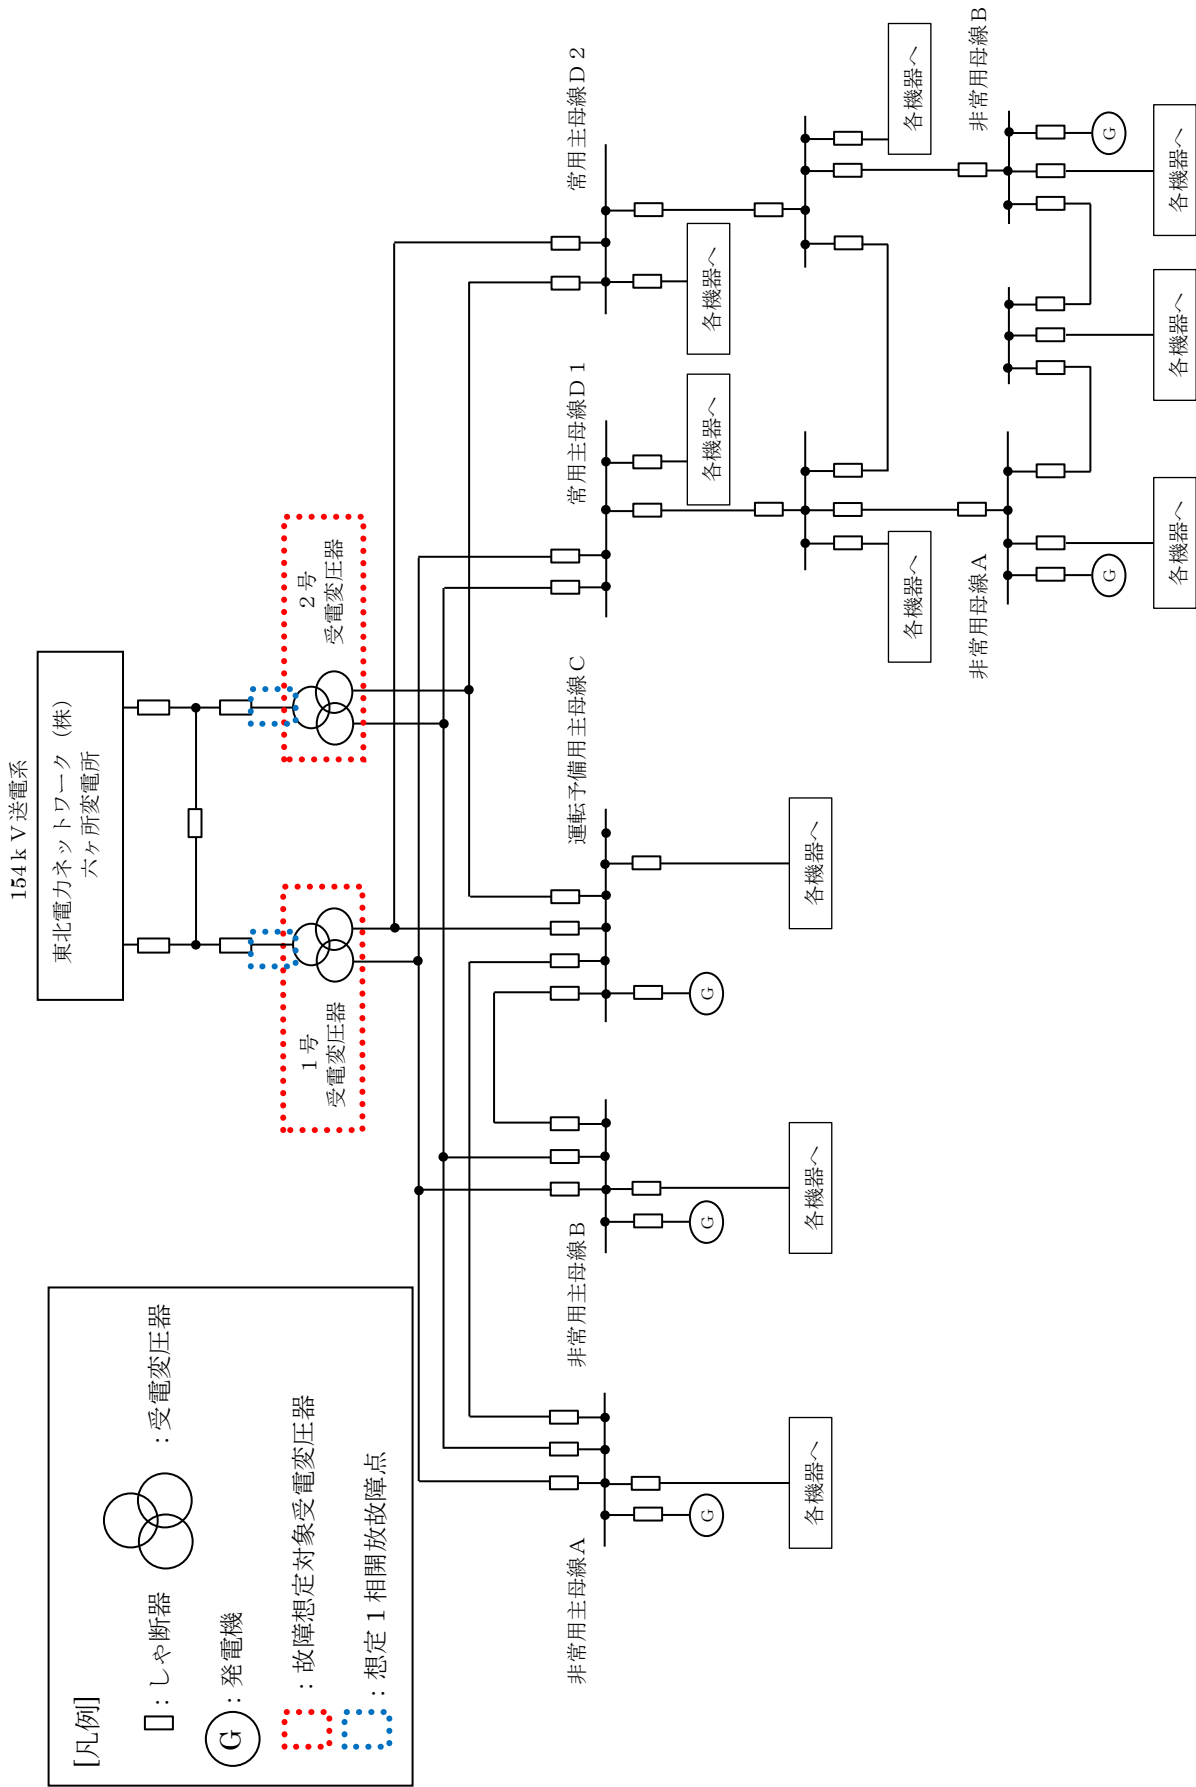 154kV送電系
東北電力ネットワーク（株）
六ヶ所変電所
1号
受電変圧器
2号
受電変圧器
[凡例]
：しゃ断器
：受電変圧器
G
：発電機
：故障想定対象受電変圧器
：想定1相開放故障点
非常用主母線A
G
各機器へ
非常用主母線B
G
各機器へ
運転予備用主母線C
G
各機器へ
常用主母線D1
各機器へ
常用主母線D2
各機器へ
各機器へ
各機器へ
非常用母線A
G
各機器へ
各機器へ
非常用母線B
G
各機器へ